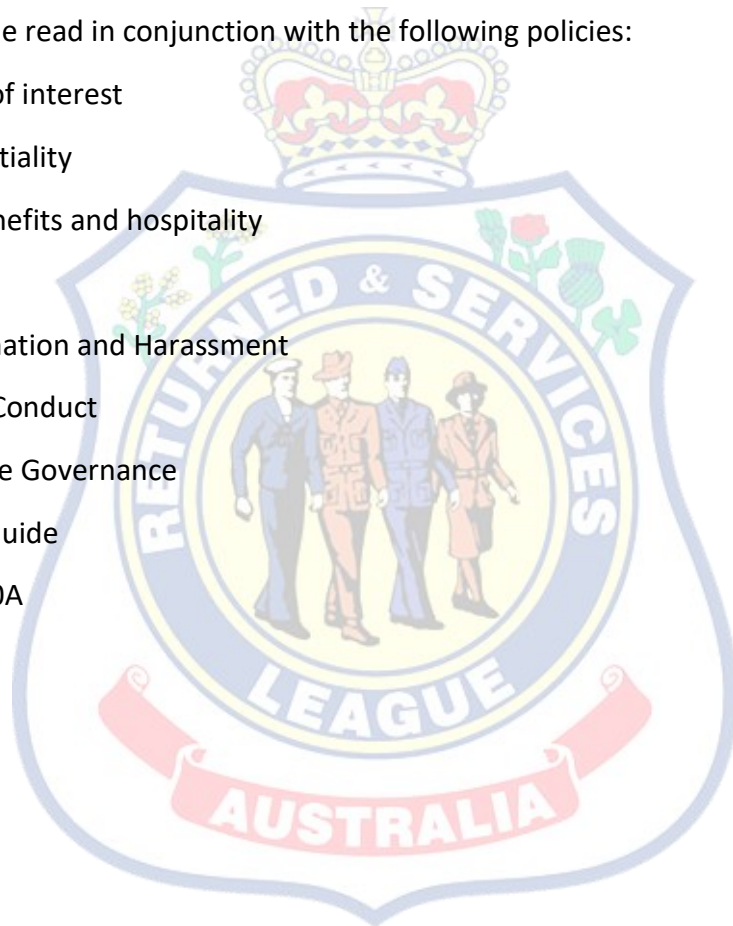 e read in conjunction with the following policies:
of interest
tiality
nefits and hospitality
nation and Harassment
Conduct
e Governance
uide
0A
RETURNED & SERVICES
LEAGUE
AUSTRALIA